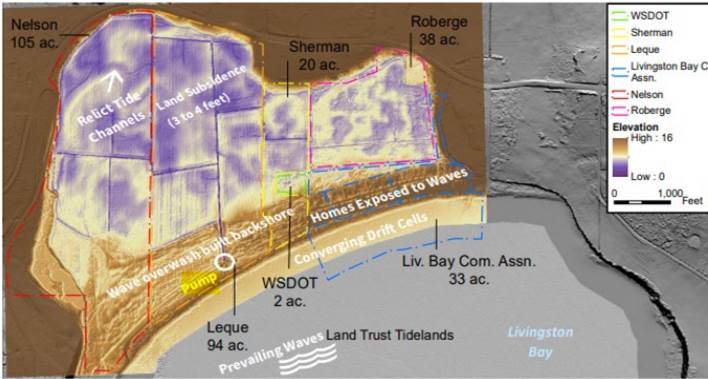 Nelson
105 ac.
Sherman
20 ac.
Roberge
38 ac.
WSDOT
Sherman
Leque
Livingston Bay C
Assn.
Nelson
Roberge
Elevation
High : 16
Low : 0
0 1,000
Feet
Relict Tide
Channels
Land Subsidence
(3 to 4 feet)
Homes Exposed to Waves
Wave overwash built backshore
Converging Drift Cells
Pump
WSDOT
2 ac.
Liv. Bay Com. Assn.
33 ac.
Leque
94 ac.
Land Trust Tidelands
Prevailing Waves
Livingston
Bay